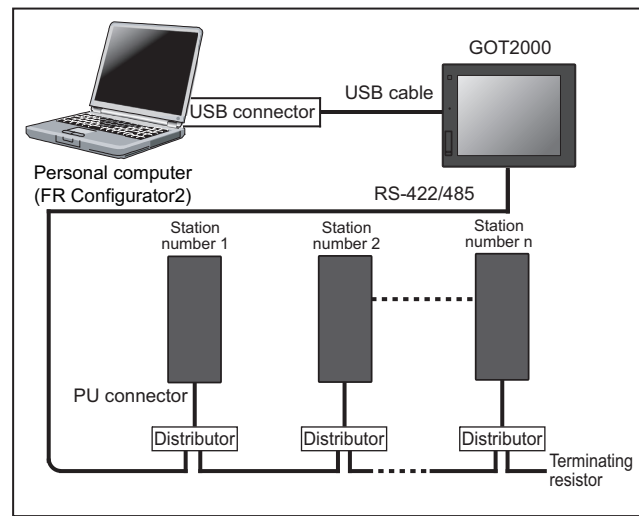 GOT2000
USB cable
USB connector
Personal computer
(FR Configurator2)
RS-422/485
Station
number 1
Station
number 2
Station
number n
PU connector
Distributor
Distributor
Distributor
Terminating
resistor